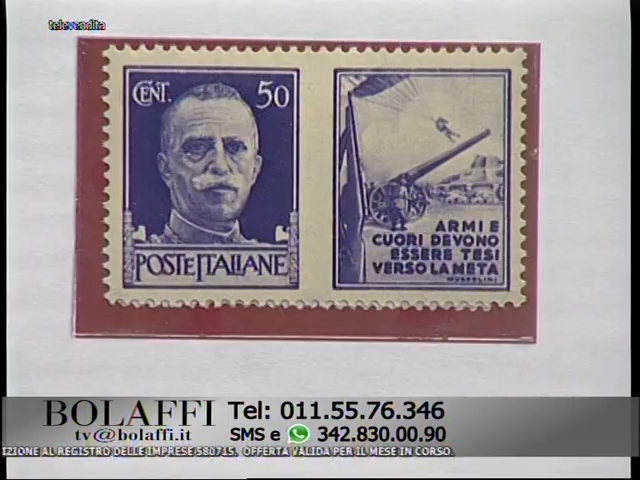 televendita
CENT. 50
POSTE ITALIANE
ARMI E
CUORI DEVONO
ESSERE TESI
VERSO LA META
MUSSOLINI
BOLAFFI
tv@bolaffi.it
Tel: 011.55.76.346
SMS e 342.830.00.90
IZIONE AL REGISTRO DELLE IMPRESE 580715. OFFERTA VALIDA PER IL MESE IN CORSO.